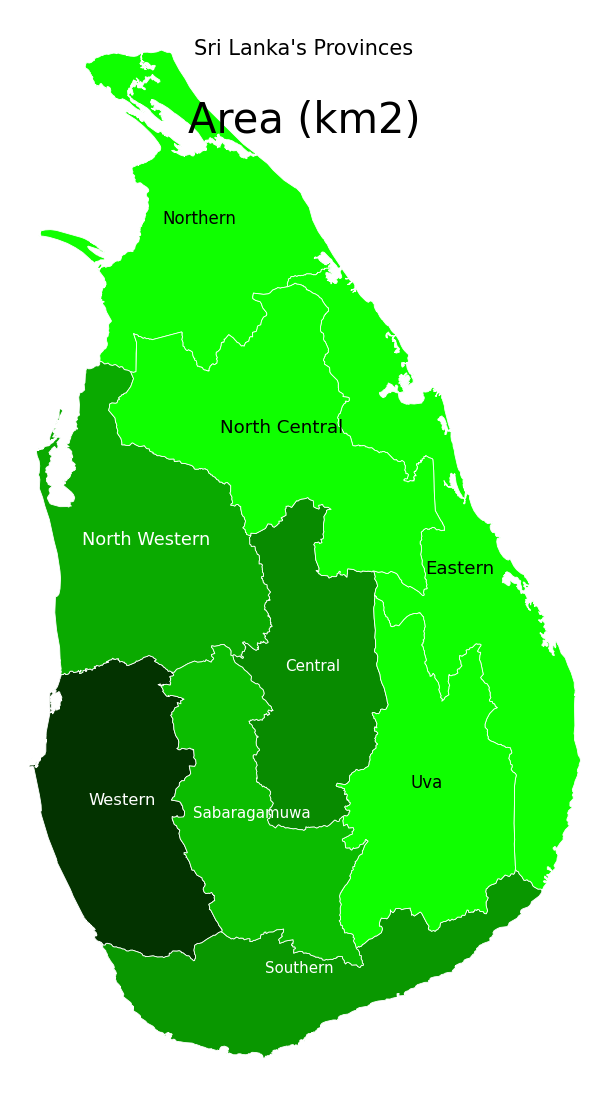 Sri Lanka's Provinces
Area (km2)
Northern
North Central
North Western
Eastern
Central
Uva
Western
Sabaragamuwa
Southern